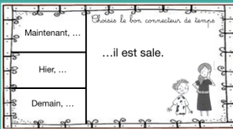 Choisis le bon connecteur de temps
Maintenant, ...
Hier, ...
Demain, ...
...il est sale.